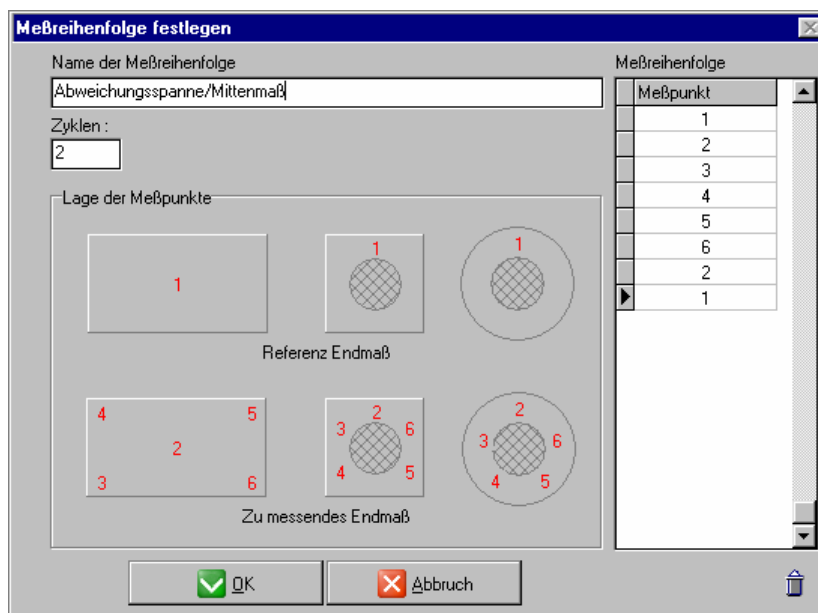 Meßreihenfolge festlegen
Name der Meßreihenfolge
Abweichungsspanne/Mittenmaß
Zyklen :
2
Lage der Meßpunkte
1
1
1
Referenz Endmaß
4 5
2
3 6
2
3 6
4 5
2
3 6
4 5
Zu messendes Endmaß
OK
Abbruch
Meßreihenfolge
Meßpunkt
1
2
3
4
5
6
2
1